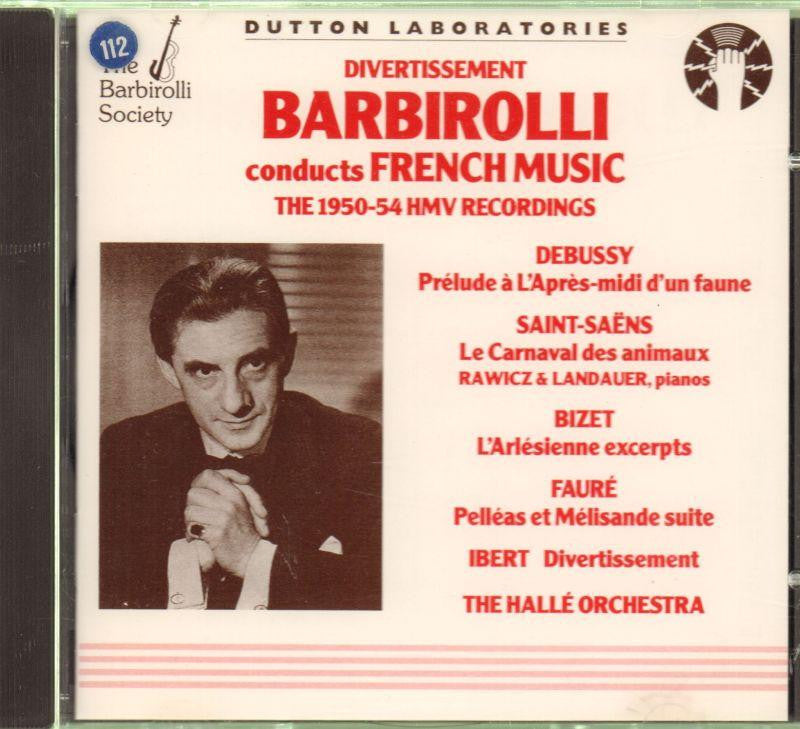 DUTTON LABORATORIES
112
The
Barbirolli
Society
DIVERTISSEMENT
BARBIROLLI
conducts FRENCH MUSIC
THE 1950-54 HMV RECORDINGS
DEBUSSY
Prélude à L'Après-midi d'un faune
SAINT-SAËNS
Le Carnaval des animaux
RAWICZ & LANDAUER, pianos
BIZET
L'Arlésienne excerpts
FAURÉ
Pelléas et Mélisande suite
IBERT Divertissement
THE HALLÉ ORCHESTRA